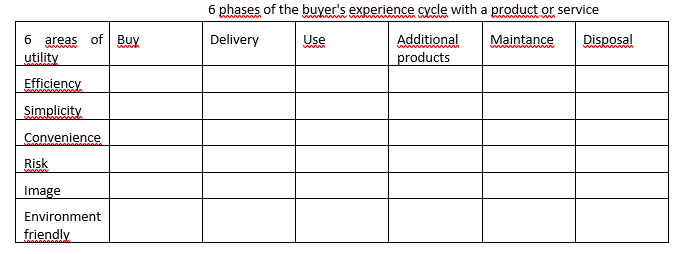 6 phases of the buyer's experience cycle with a product or service
6 areas of Buy Delivery Use Additional Maintance Disposal
utility products
Efficiency
Simplicity
Convenience
Risk
Image
Environment
friendly